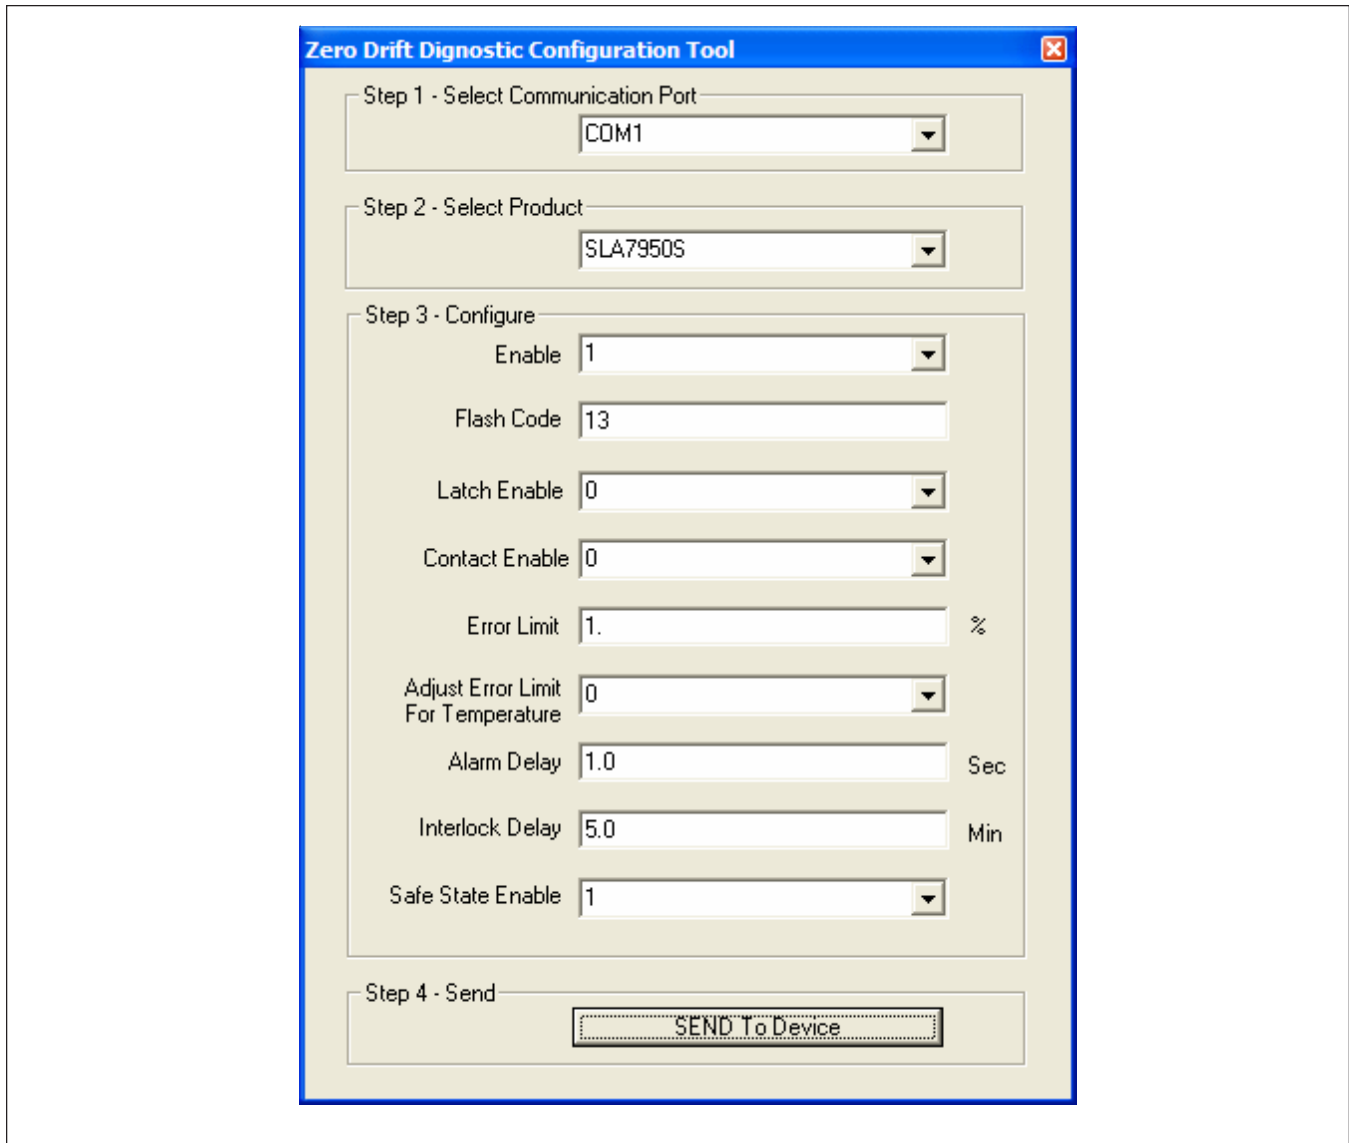 Zero Drift Dignostic Configuration Tool
Step 1 - Select Communication Port
COM1
Step 2 - Select Product
SLA7950S
Step 3 - Configure
Enable 1
Flash Code 13
Latch Enable 0
Contact Enable 0
Error Limit 1. %
Adjust Error Limit
For Temperature 0
Alarm Delay 1.0 Sec
Interlock Delay 5.0 Min
Safe State Enable 1
Step 4 - Send
SEND To Device